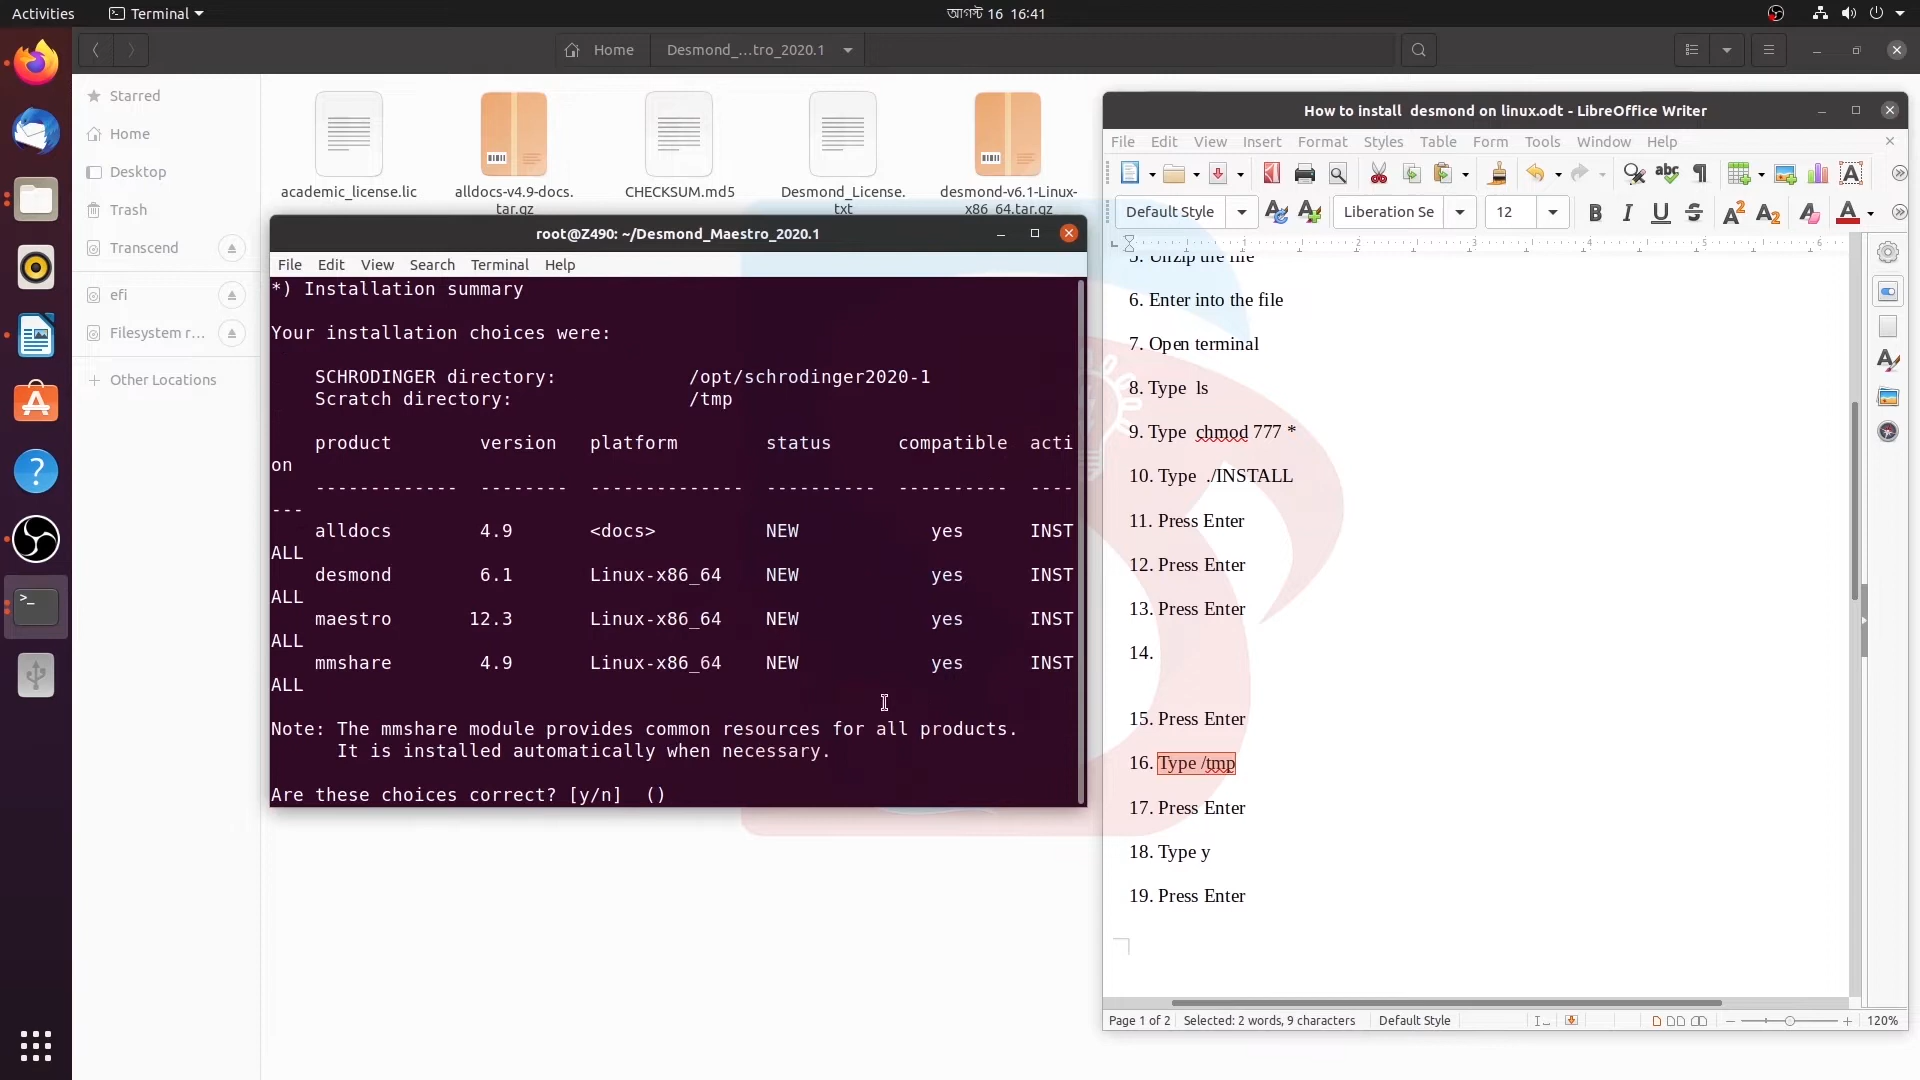 Activities
Terminal
আগস্ট 16 16:41
Home
Desmond_...tro_2020.1
Starred
Home
Desktop
Trash
Transcend
efi
Filesystem r...
Other Locations
academic_license.lic
alldocs-v4.9-docs.
tar.gz
CHECKSUM.md5
Desmond_License.
txt
desmond-v6.1-Linux-
x86_64.tar.gz
root@Z490: ~/Desmond_Maestro_2020.1
File Edit View Search Terminal Help
*) Installation summary
Your installation choices were:
SCHRODINGER directory: /opt/schrodinger2020-1
Scratch directory: /tmp
product version platform status compatible acti
on
------------- -------- -------------- ---------- ---------- ----
---
alldocs 4.9 <docs> NEW yes INST
ALL
desmond 6.1 Linux-x86_64 NEW yes INST
ALL
maestro 12.3 Linux-x86_64 NEW yes INST
ALL
mmshare 4.9 Linux-x86_64 NEW yes INST
ALL
Note: The mmshare module provides common resources for all products.
It is installed automatically when necessary.
Are these choices correct? [y/n] ()
How to install desmond on linux.odt - LibreOffice Writer
File Edit View Insert Format Styles Table Form Tools Window Help
Default Style
Liberation Se
12
1 2 3 4 5 6
5. Unzip the file
6. Enter into the file
7. Open terminal
8. Type ls
9. Type chmod 777 *
10. Type ./INSTALL
11. Press Enter
12. Press Enter
13. Press Enter
14.
15. Press Enter
16. Type /tmp
17. Press Enter
18. Type y
19. Press Enter
Page 1 of 2
Selected: 2 words, 9 characters
Default Style
120%